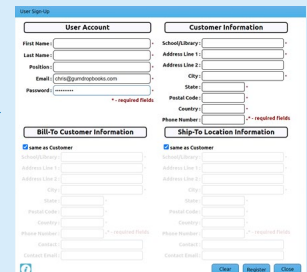 User Sign-Up
User Account
First Name :
*
Last Name :
*
Position :
*
Email : chris@gumdropbooks.com
*
Password : •••••••••
*
* - required fields
Customer Information
School/Library :
*
Address Line 1 :
*
Address Line 2 :
City :
*
State :
*
Postal Code :
*
Country :
*
Phone Number :
.* - required fields
Bill-To Customer Information
same as Customer
School/Library :
*
Address Line 1 :
*
Address Line 2 :
City :
*
State :
*
Postal Code :
*
Country :
*
Phone Number :
.* - required fields
Contact :
*
Contact Email :
*
Ship-To Location Information
same as Customer
School/Library :
*
Address Line 1 :
*
Address Line 2 :
City :
*
State :
*
Postal Code :
*
Country :
*
Phone Number :
.* - required fields
Contact :
*
Contact Email :
*
i
Clear
Register
Close